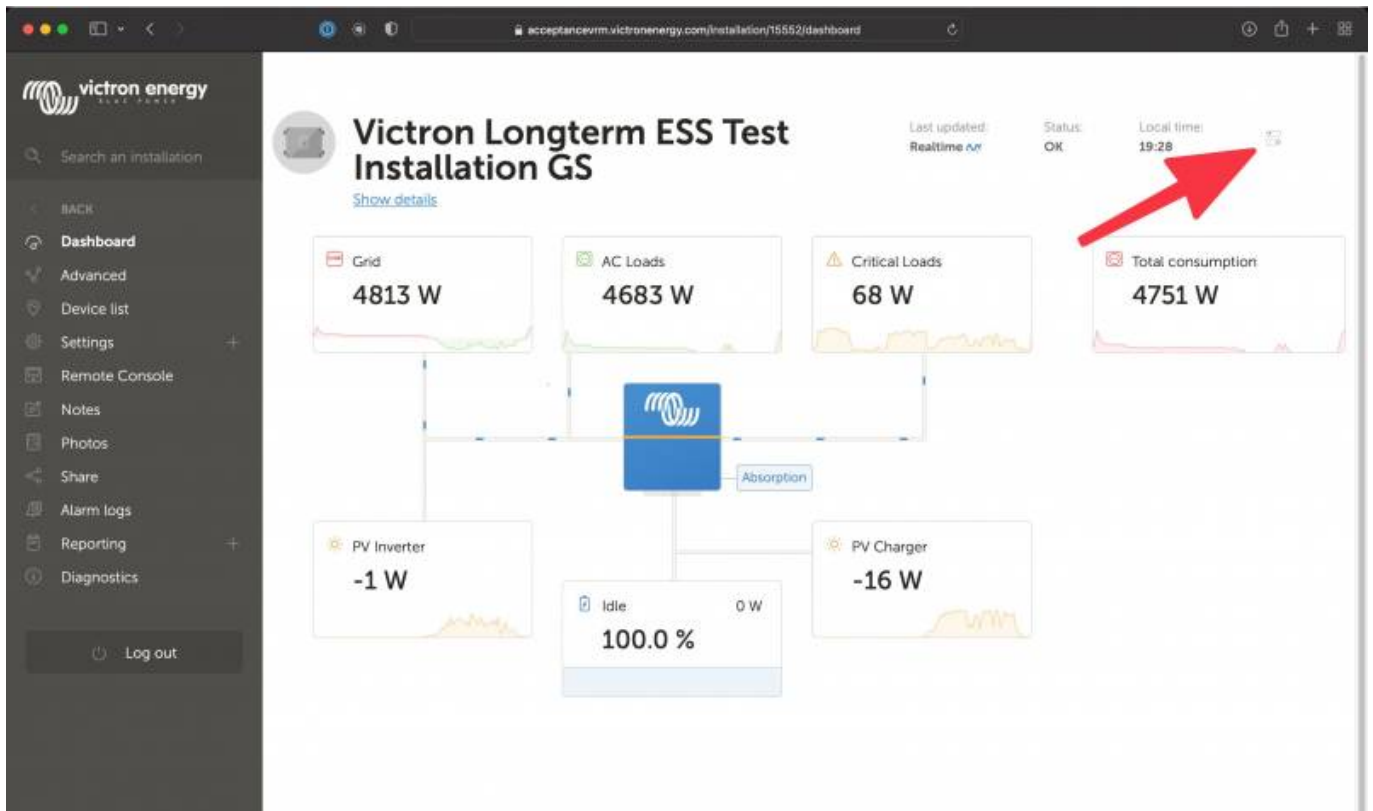 acceptancevrm.victronenergy.com/installation/15552/dashboard
victron energy
BLUE POWER
Search an installation
BACK
Dashboard
Advanced
Device list
Settings
Remote Console
Notes
Photos
Share
Alarm logs
Reporting
Diagnostics
Log out
Victron Longterm ESS Test
Installation GS
Show details
Last updated:
Realtime
Status:
OK
Local time:
19:28
Grid
4813 W
AC Loads
4683 W
Critical Loads
68 W
Total consumption
4751 W
Absorption
PV Inverter
-1 W
Idle 0 W
100.0 %
PV Charger
-16 W